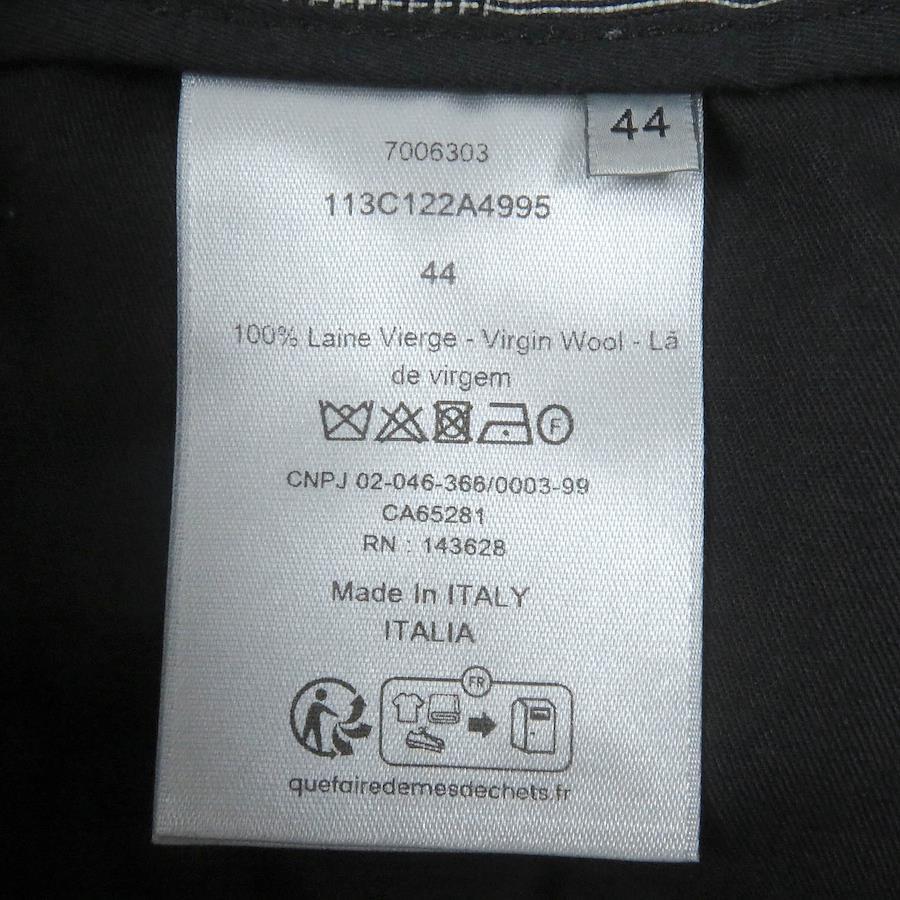 44
7006303
113C122A4995
44
100% Laine Vierge - Virgin Wool - Lã
de virgem
F
CNPJ 02-046-366/0003-99
CA65281
RN : 143628
Made In ITALY
ITALIA
FR
quefairedemesdechets.fr